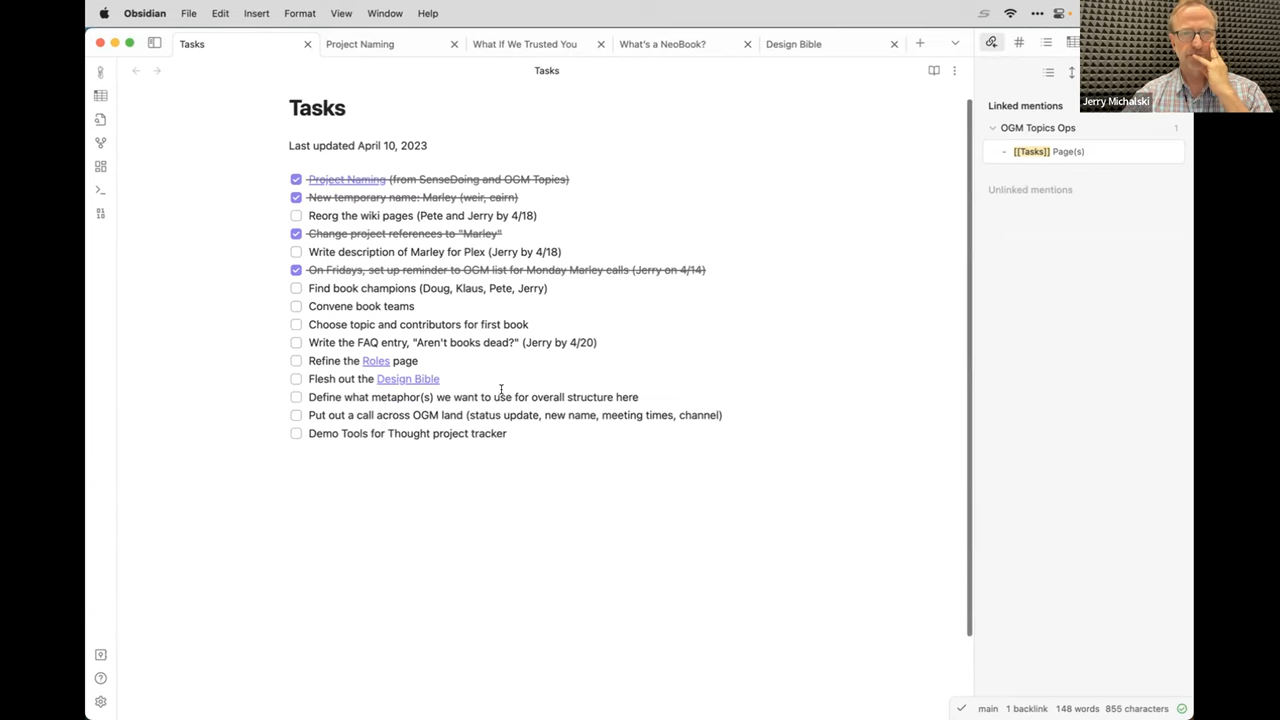 Obsidian File Edit Insert Format View Window Help
Tasks Project Naming What If We Trusted You What's a NeoBook? Design Bible
Tasks
Jerry Michalski
Tasks
Linked mentions
OGM Topics Ops 1
- [[Tasks]] Page(s)
Unlinked mentions
Last updated April 10, 2023
Project Naming (from SenseDoing and OGM Topics)
New temporary name: Marley (weir, cairn)
Reorg the wiki pages (Pete and Jerry by 4/18)
Change project references to "Marley"
Write description of Marley for Plex (Jerry by 4/18)
On Fridays, set up reminder to OGM list for Monday Marley calls (Jerry on 4/14)
Find book champions (Doug, Klaus, Pete, Jerry)
Convene book teams
Choose topic and contributors for first book
Write the FAQ entry, "Aren't books dead?" (Jerry by 4/20)
Refine the Roles page
Flesh out the Design Bible
Define what metaphor(s) we want to use for overall structure here
Put out a call across OGM land (status update, new name, meeting times, channel)
Demo Tools for Thought project tracker
main 1 backlink 148 words 855 characters